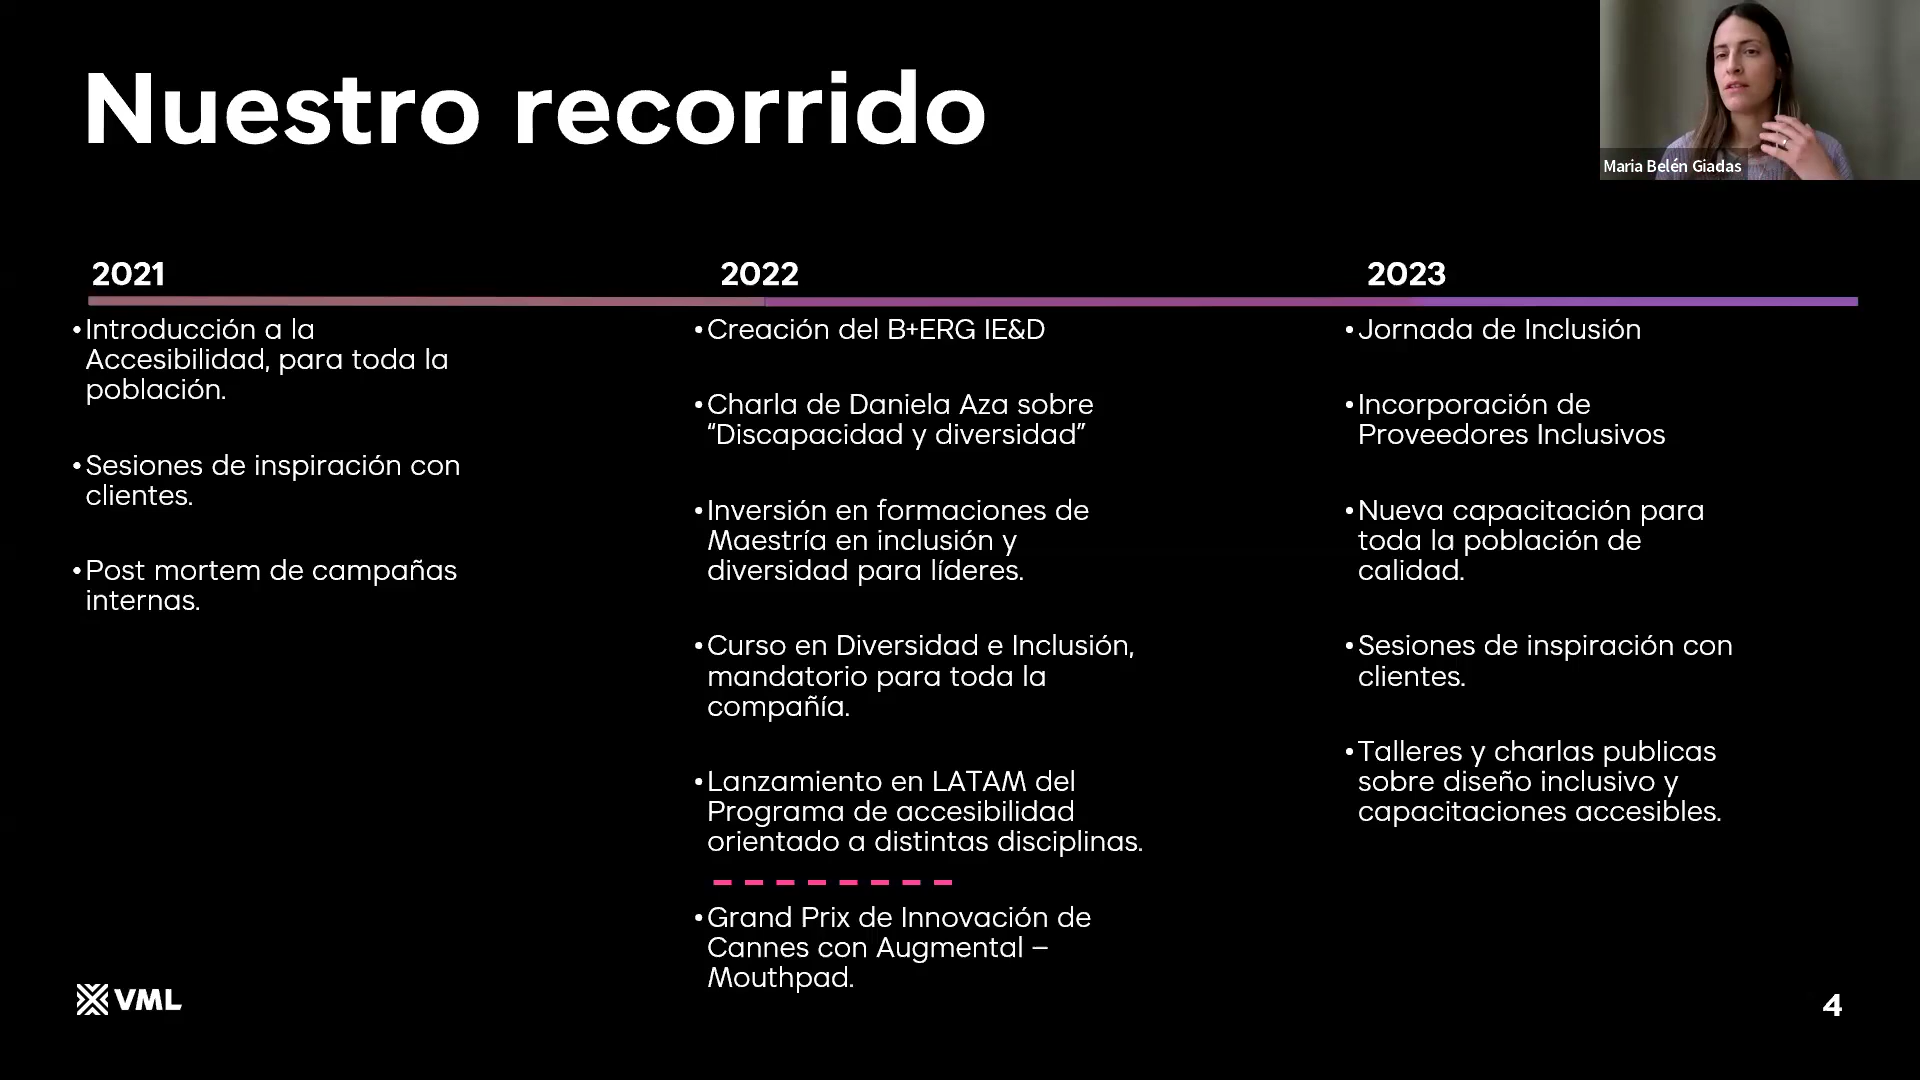 Nuestro recorrido
Maria Belén Giadas
2021
•Introducción a la
Accesibilidad, para toda la
población.
•Sesiones de inspiración con
clientes.
•Post mortem de campañas
internas.
2022
•Creación del B+ERG IE&D
•Charla de Daniela Aza sobre
“Discapacidad y diversidad”
•Inversión en formaciones de
Maestría en inclusión y
diversidad para líderes.
•Curso en Diversidad e Inclusión,
mandatorio para toda la
compañía.
•Lanzamiento en LATAM del
Programa de accesibilidad
orientado a distintas disciplinas.
•Grand Prix de Innovación de
Cannes con Augmental –
Mouthpad.
2023
•Jornada de Inclusión
•Incorporación de
Proveedores Inclusivos
•Nueva capacitación para
toda la población de
calidad.
•Sesiones de inspiración con
clientes.
•Talleres y charlas publicas
sobre diseño inclusivo y
capacitaciones accesibles.
VML
4